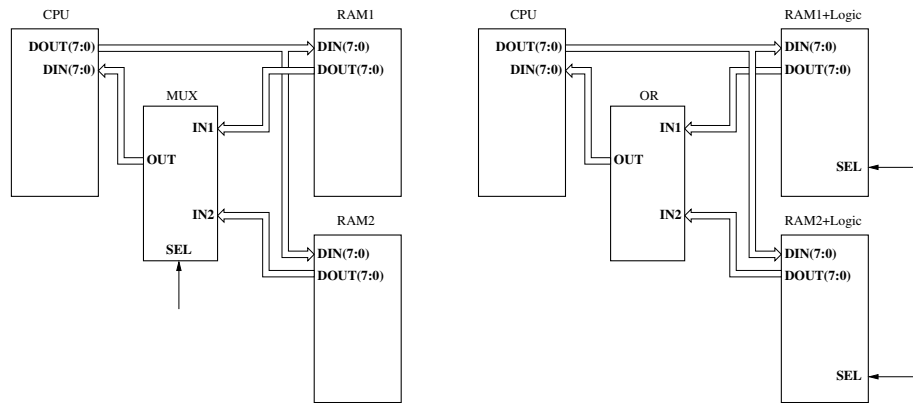 CPU
RAM1
DOUT(7:0)
DIN(7:0)
DIN(7:0)
DOUT(7:0)
MUX
IN1
OUT
IN2
SEL
RAM2
DIN(7:0)
DOUT(7:0)
CPU
RAM1+Logic
DOUT(7:0)
DIN(7:0)
DIN(7:0)
DOUT(7:0)
OR
IN1
OUT
IN2
SEL
RAM2+Logic
DIN(7:0)
DOUT(7:0)
SEL